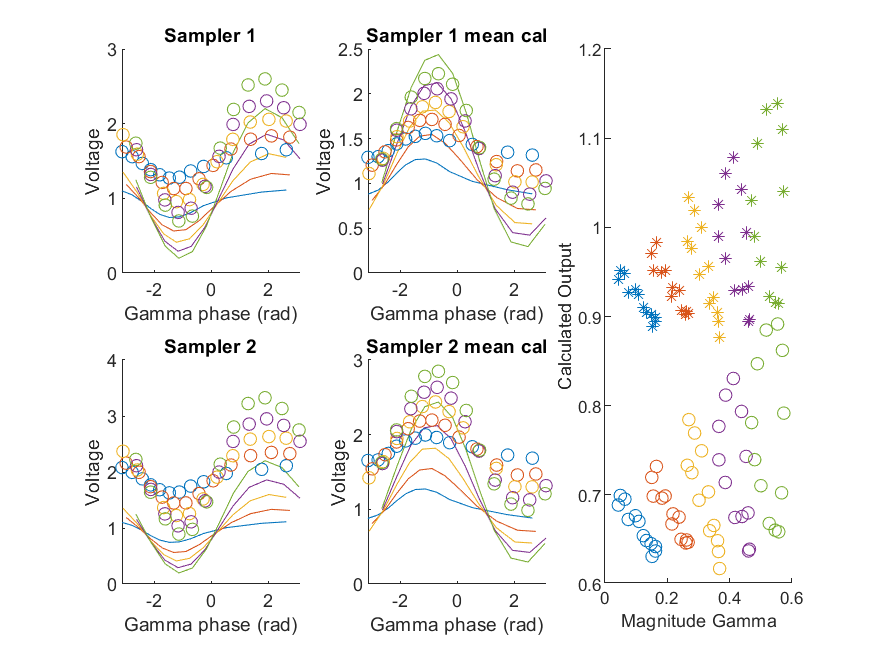 Sampler 1
3
2
1
0
Voltage
-2 0 2
Gamma phase (rad)
Sampler 1 mean cal
2.5
2
1.5
1
0.5
0
Voltage
-2 0 2
Gamma phase (rad)
Sampler 2
4
3
2
1
0
Voltage
-2 0 2
Gamma phase (rad)
Sampler 2 mean cal
3
2
1
0
Voltage
-2 0 2
Gamma phase (rad)
1.2
1.1
1
0.9
0.8
0.7
0.6
Calculated Output
0 0.2 0.4 0.6
Magnitude Gamma